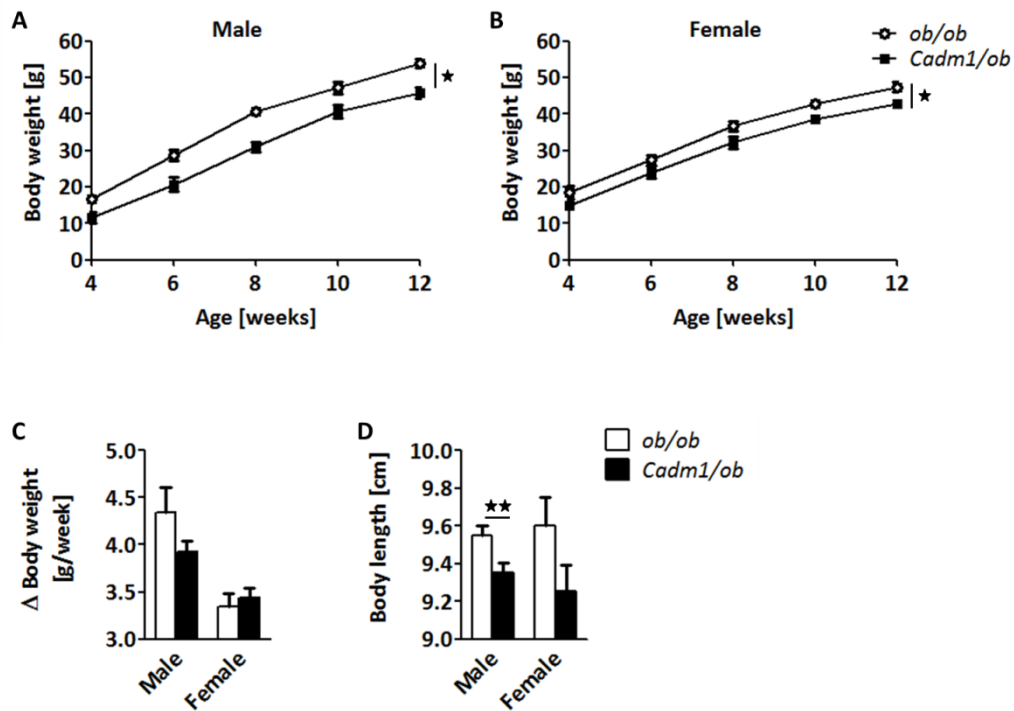 A
Male
Body weight [g]
60
50
40
30
20
10
0
4 6 8 10 12
Age [weeks]
★
B
Female
ob/ob
Cadm1/ob
Body weight [g]
60
50
40
30
20
10
0
4 6 8 10 12
Age [weeks]
★
C
Δ Body weight
[g/week]
5.0
4.5
4.0
3.5
3.0
Male
Female
D
Body length [cm]
10.0
9.8
9.6
9.4
9.2
9.0
★★
Male
Female
ob/ob
Cadm1/ob